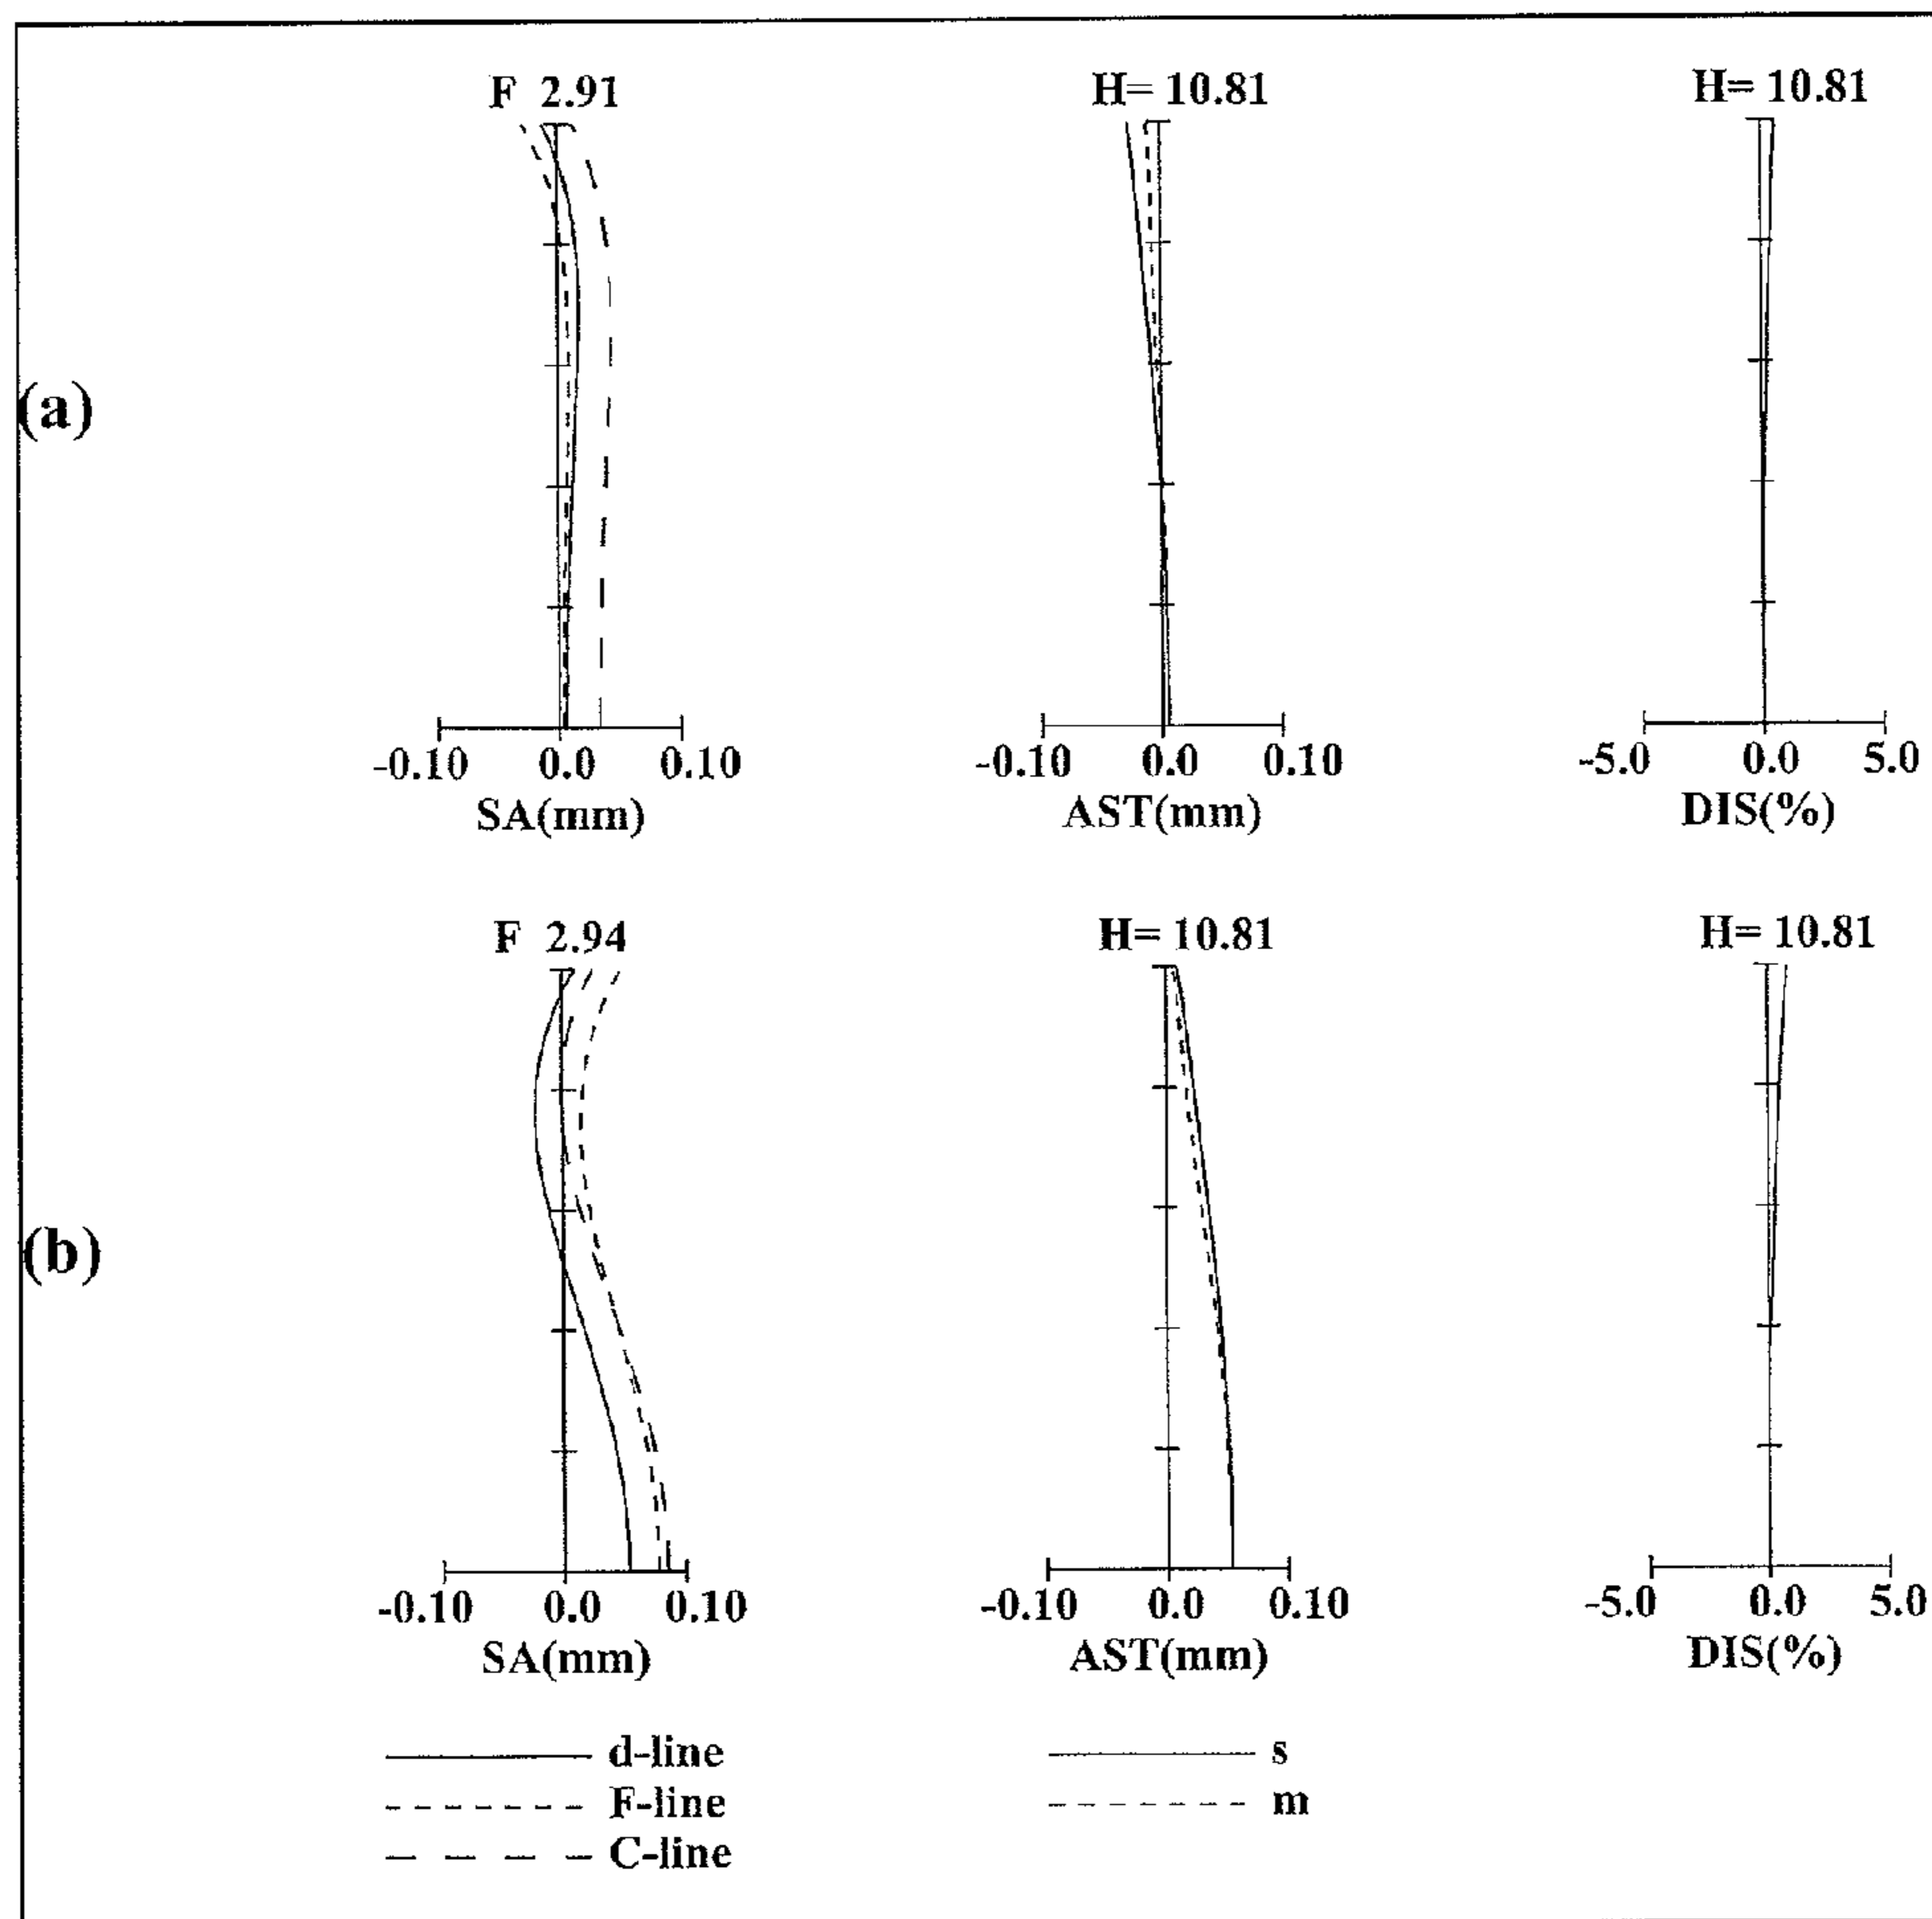 F 2.91 H= 10.81 H= 10.81
(a)
-0.10 0.0 0.10 -0.10 0.0 0.10 -5.0 0.0 5.0
SA(mm) AST(mm) DIS(%)
F 2.94 H= 10.81 H= 10.81
(b)
-0.10 0.0 0.10 -0.10 0.0 0.10 -5.0 0.0 5.0
SA(mm) AST(mm) DIS(%)
d-line s
F-line m
C-line